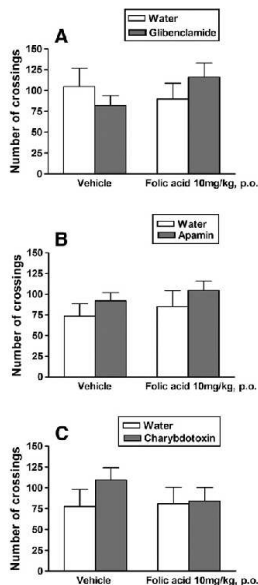 A
Water
Glibenclamide
Number of crossings
150
125
100
75
50
25
0
Vehicle
Folic acid 10mg/kg, p.o.
B
Water
Apamin
Number of crossings
150
125
100
75
50
25
0
Vehicle
Folic acid 10mg/kg, p.o.
C
Water
Charybdotoxin
Number of crossings
150
125
100
75
50
25
0
Vehicle
Folic acid 10mg/kg, p.o.